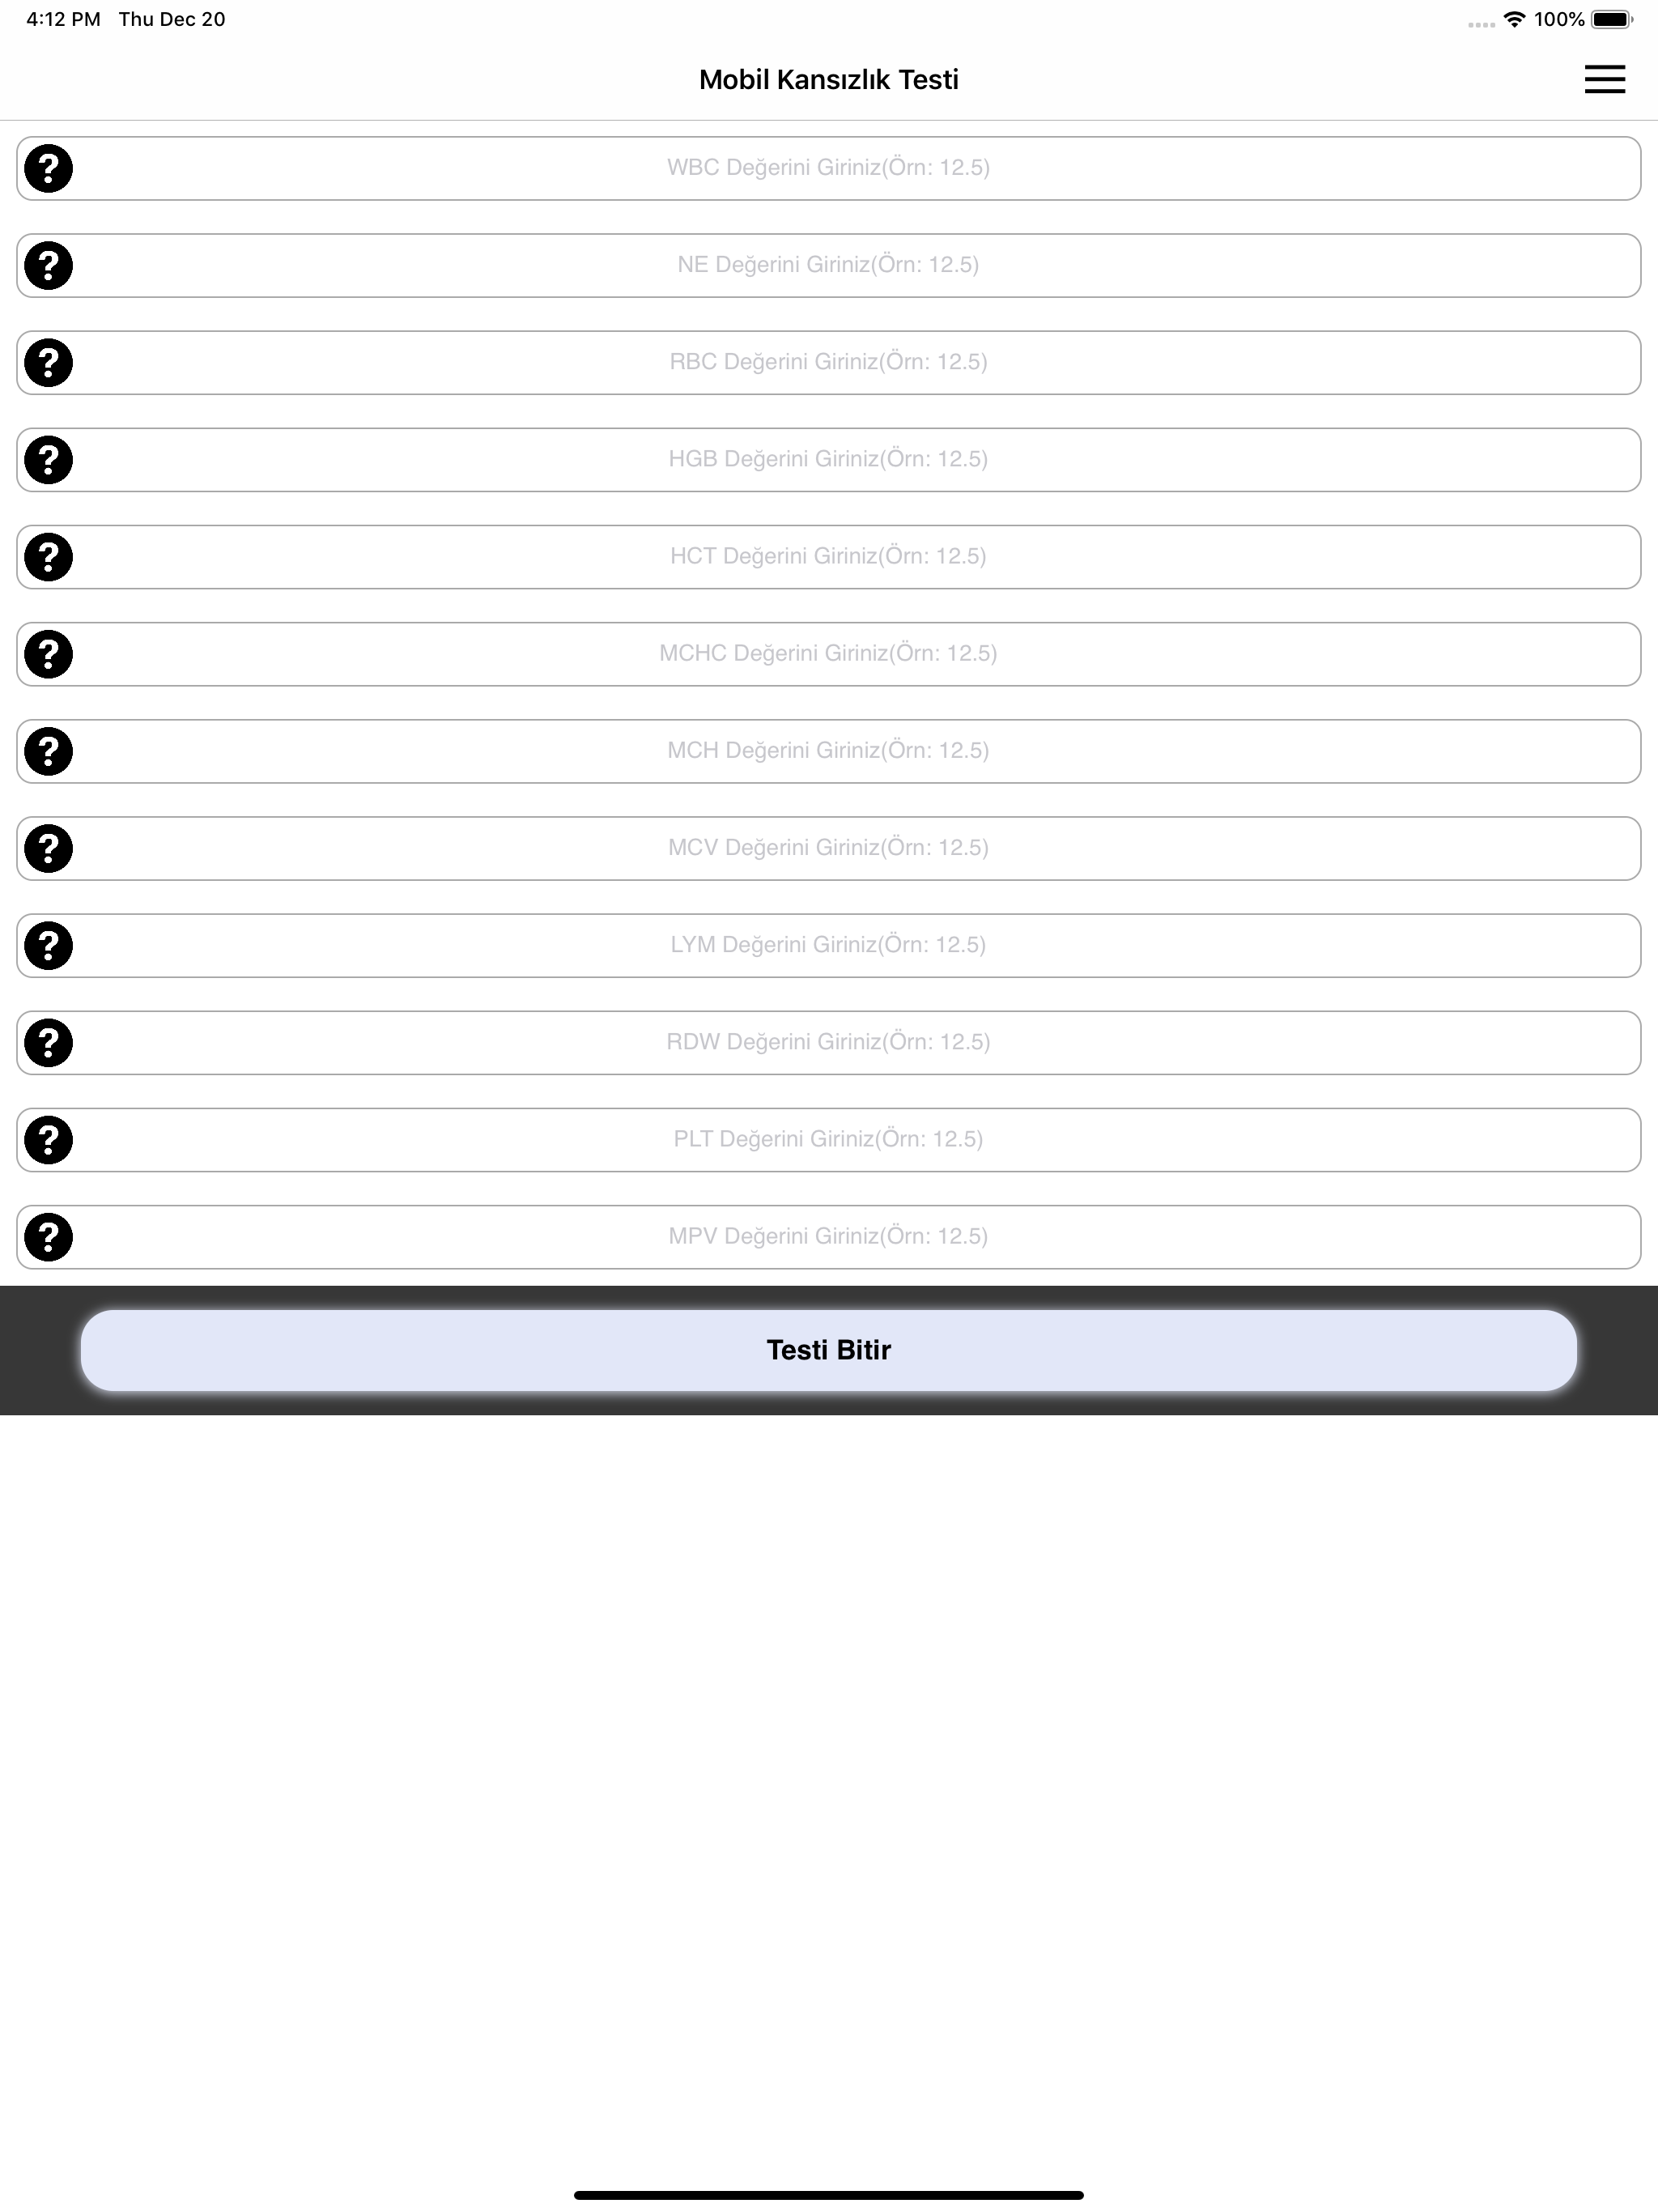 4:12 PM Thu Dec 20 100%
Mobil Kansızlık Testi
WBC Değerini Giriniz(Örn: 12.5)
NE Değerini Giriniz(Örn: 12.5)
RBC Değerini Giriniz(Örn: 12.5)
HGB Değerini Giriniz(Örn: 12.5)
HCT Değerini Giriniz(Örn: 12.5)
MCHC Değerini Giriniz(Örn: 12.5)
MCH Değerini Giriniz(Örn: 12.5)
MCV Değerini Giriniz(Örn: 12.5)
LYM Değerini Giriniz(Örn: 12.5)
RDW Değerini Giriniz(Örn: 12.5)
PLT Değerini Giriniz(Örn: 12.5)
MPV Değerini Giriniz(Örn: 12.5)
Testi Bitir